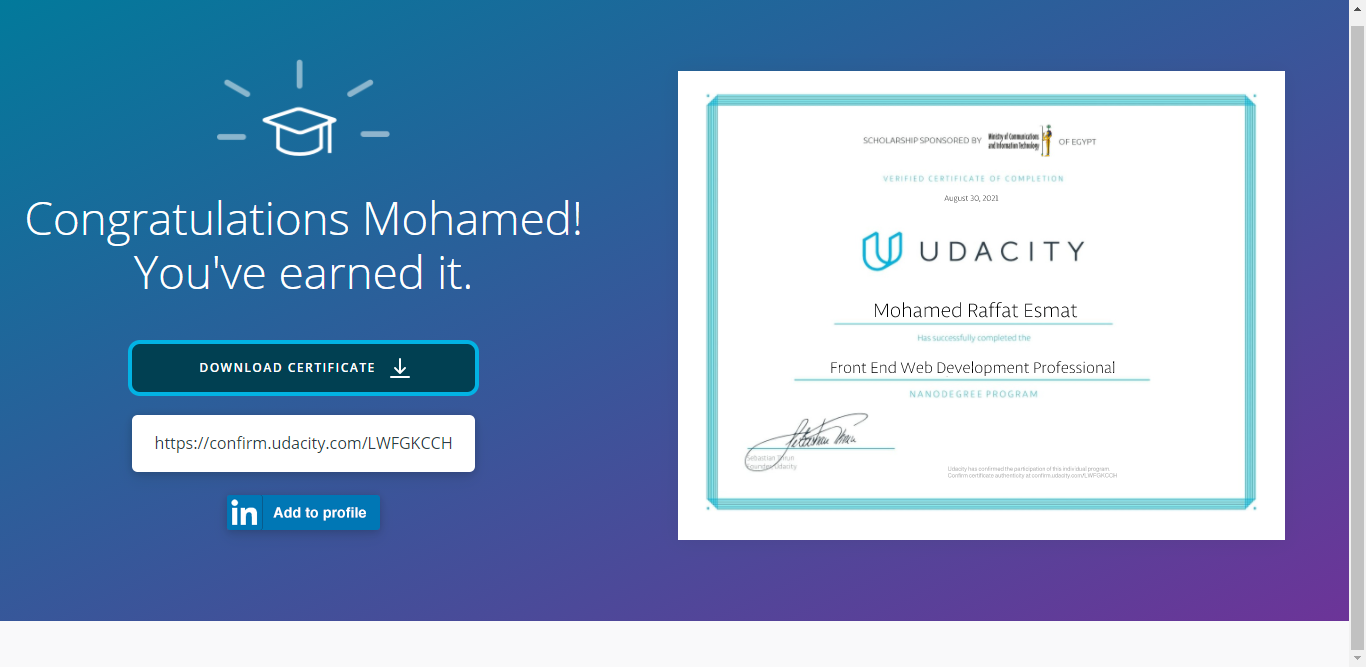 Congratulations Mohamed!
You've earned it.
DOWNLOAD CERTIFICATE
https://confirm.udacity.com/LWFGKCCH
in Add to profile
SCHOLARSHIP SPONSORED BY Ministry of Communications and Information Technology OF EGYPT
VERIFIED CERTIFICATE OF COMPLETION
August 30, 2021
UDACITY
Mohamed Raffat Esmat
Has successfully completed the
Front End Web Development Professional
NANODEGREE PROGRAM
Sebastian Thrun
Founder, Udacity
Udacity has confirmed the participation of this individual program.
Confirm certificate authenticity at confirm.udacity.com/LWFGKCCH